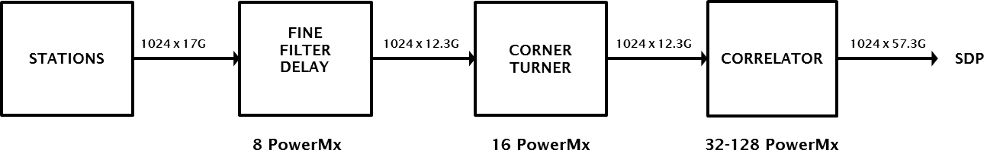 STATIONS
1024 x 17G
FINE
FILTER
DELAY
1024 x 12.3G
CORNER
TURNER
1024 x 12.3G
CORRELATOR
1024 x 57.3G
SDP
8 PowerMx
16 PowerMx
32-128 PowerMx